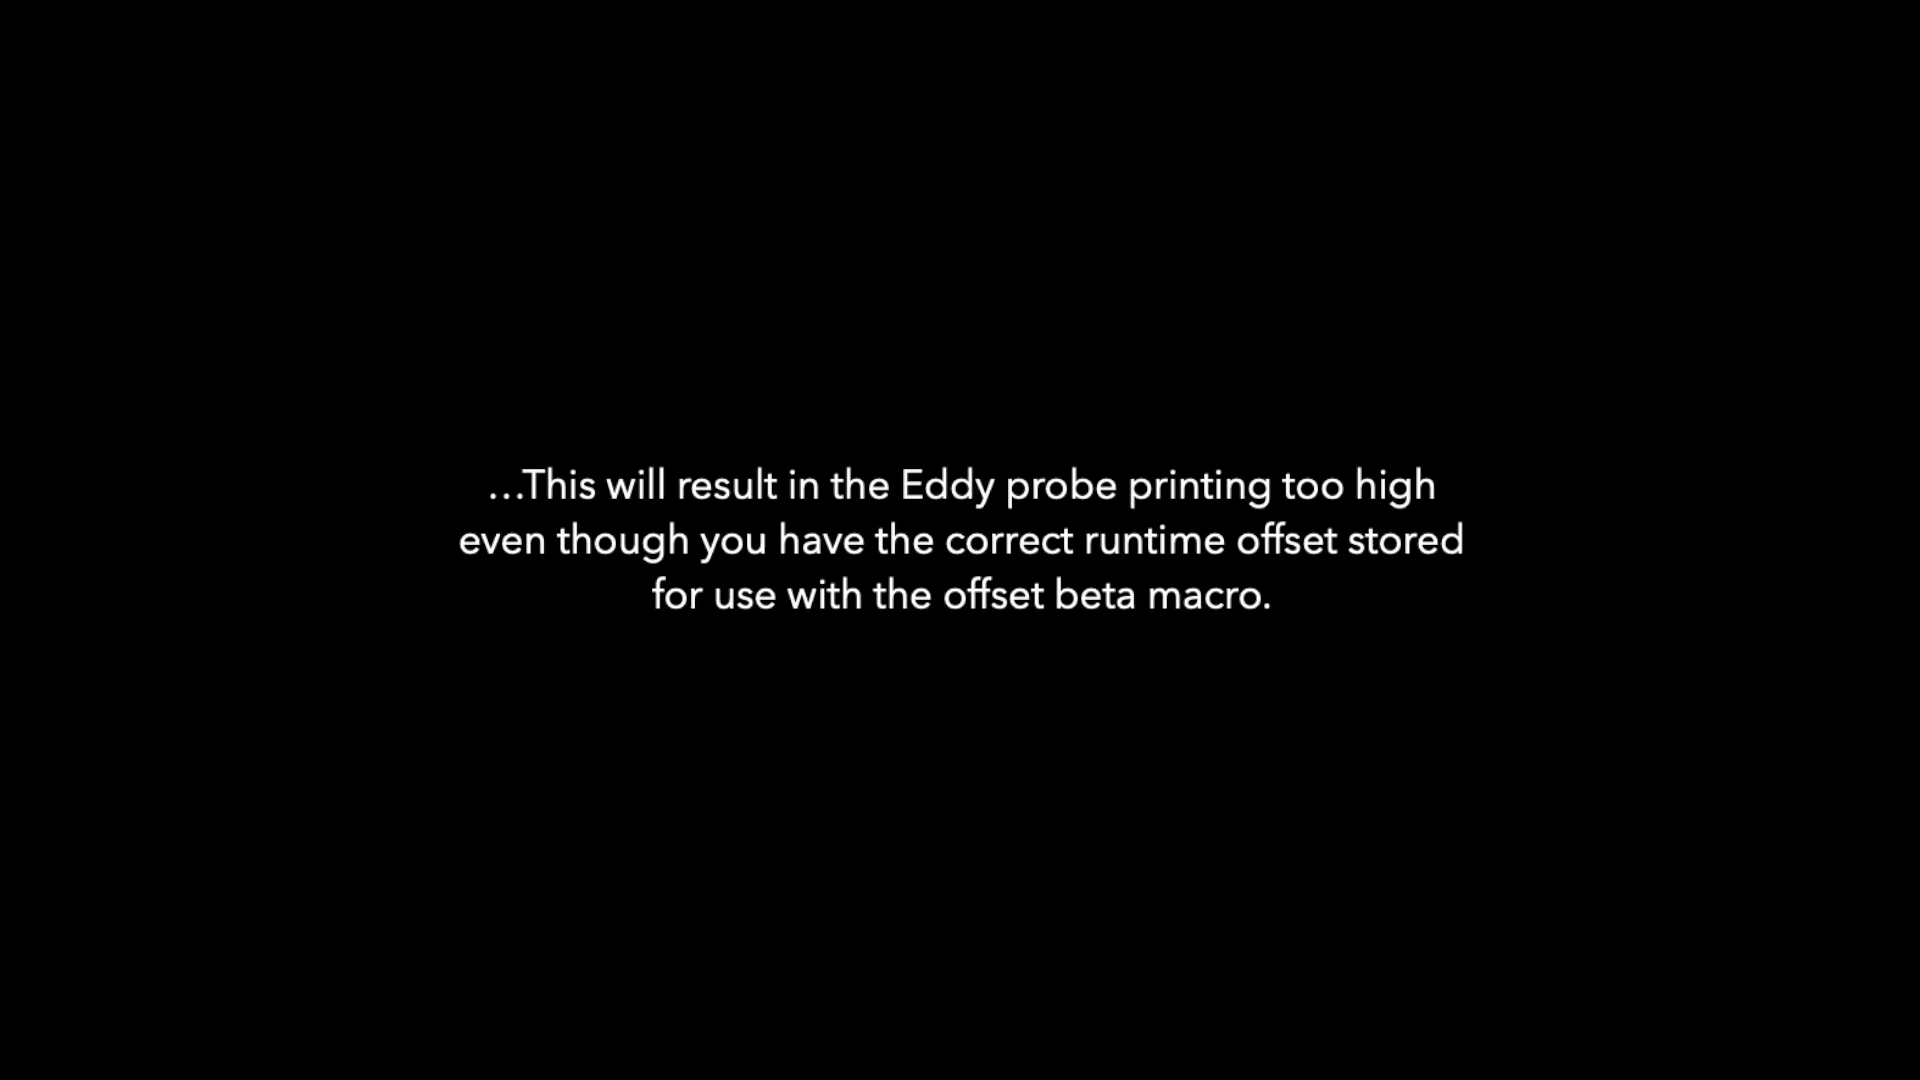 ...This will result in the Eddy probe printing too high
even though you have the correct runtime offset stored
for use with the offset beta macro.